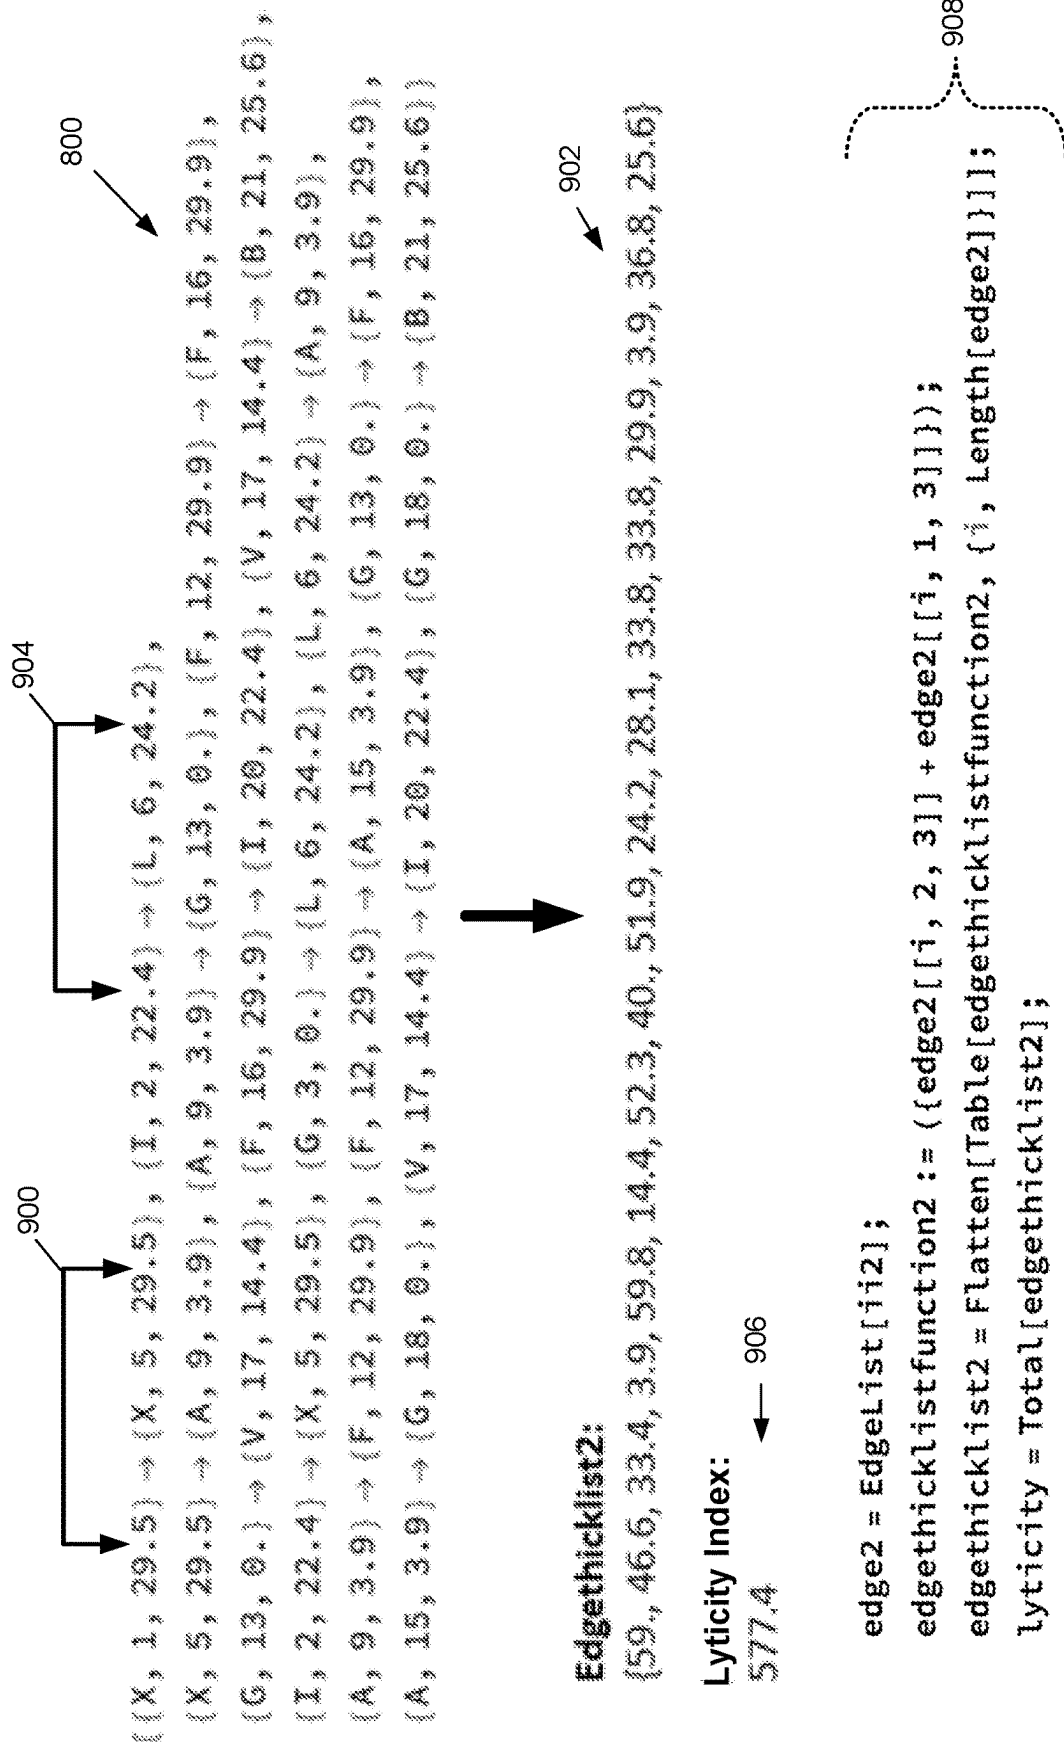 800
900
904
{{X, 1, 29.5} → {X, 5, 29.5}, {I, 2, 22.4} → {L, 6, 24.2},
{X, 5, 29.5} → {A, 9, 3.9}, {A, 9, 3.9} → {G, 13, 0.}, {F, 12, 29.9} → {F, 16, 29.9},
{G, 13, 0.} → {V, 17, 14.4}, {F, 16, 29.9} → {I, 20, 22.4}, {V, 17, 14.4} → {B, 21, 25.6},
{I, 2, 22.4} → {X, 5, 29.5}, {G, 3, 0.} → {L, 6, 24.2}, {L, 6, 24.2} → {A, 9, 3.9},
{A, 9, 3.9} → {F, 12, 29.9}, {F, 12, 29.9} → {A, 15, 3.9}, {G, 13, 0.} → {F, 16, 29.9},
{A, 15, 3.9} → {G, 18, 0.}, {V, 17, 14.4} → {I, 20, 22.4}, {G, 18, 0.} → {B, 21, 25.6}}
902
Edgethicklist2:
{59., 46.6, 33.4, 3.9, 59.8, 14.4, 52.3, 40., 51.9, 24.2, 28.1, 33.8, 33.8, 29.9, 3.9, 36.8, 25.6}
Lyticity Index:
577.4
906
edge2 = EdgeList[ii2];
edgethicklistfunction2 := ({edge2[[i, 2, 3]] + edge2[[i, 1, 3]]});
edgethicklist2 = Flatten[Table[edgethicklistfunction2, {i, Length[edge2]}]];
lyticity = Total[edgethicklist2];
908